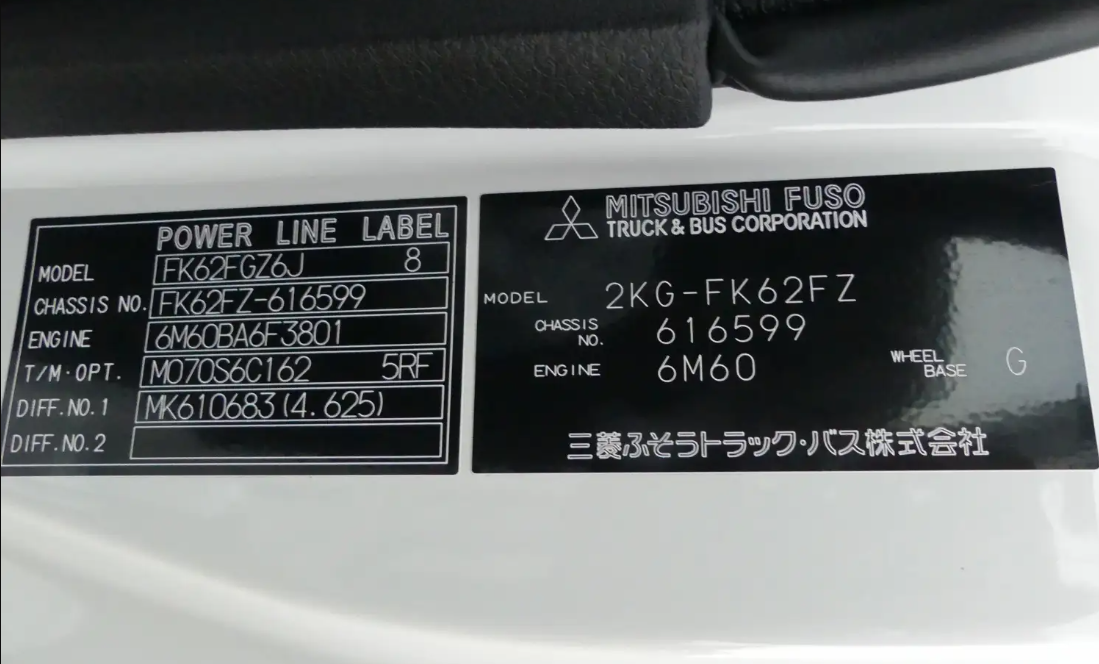 POWER LINE LABEL
MODEL FK62FGZ6J 8
CHASSIS NO. FK62FZ-616599
ENGINE 6M60BA6F3801
T/M·OPT. M070S6C162 5RF
DIFF.NO.1 MK610683(4.625)
DIFF.NO.2
MITSUBISHI FUSO
TRUCK & BUS CORPORATION
MODEL 2KG-FK62FZ
CHASSIS NO. 616599
ENGINE 6M60 WHEEL BASE G
三菱ふそうトラック・バス株式会社